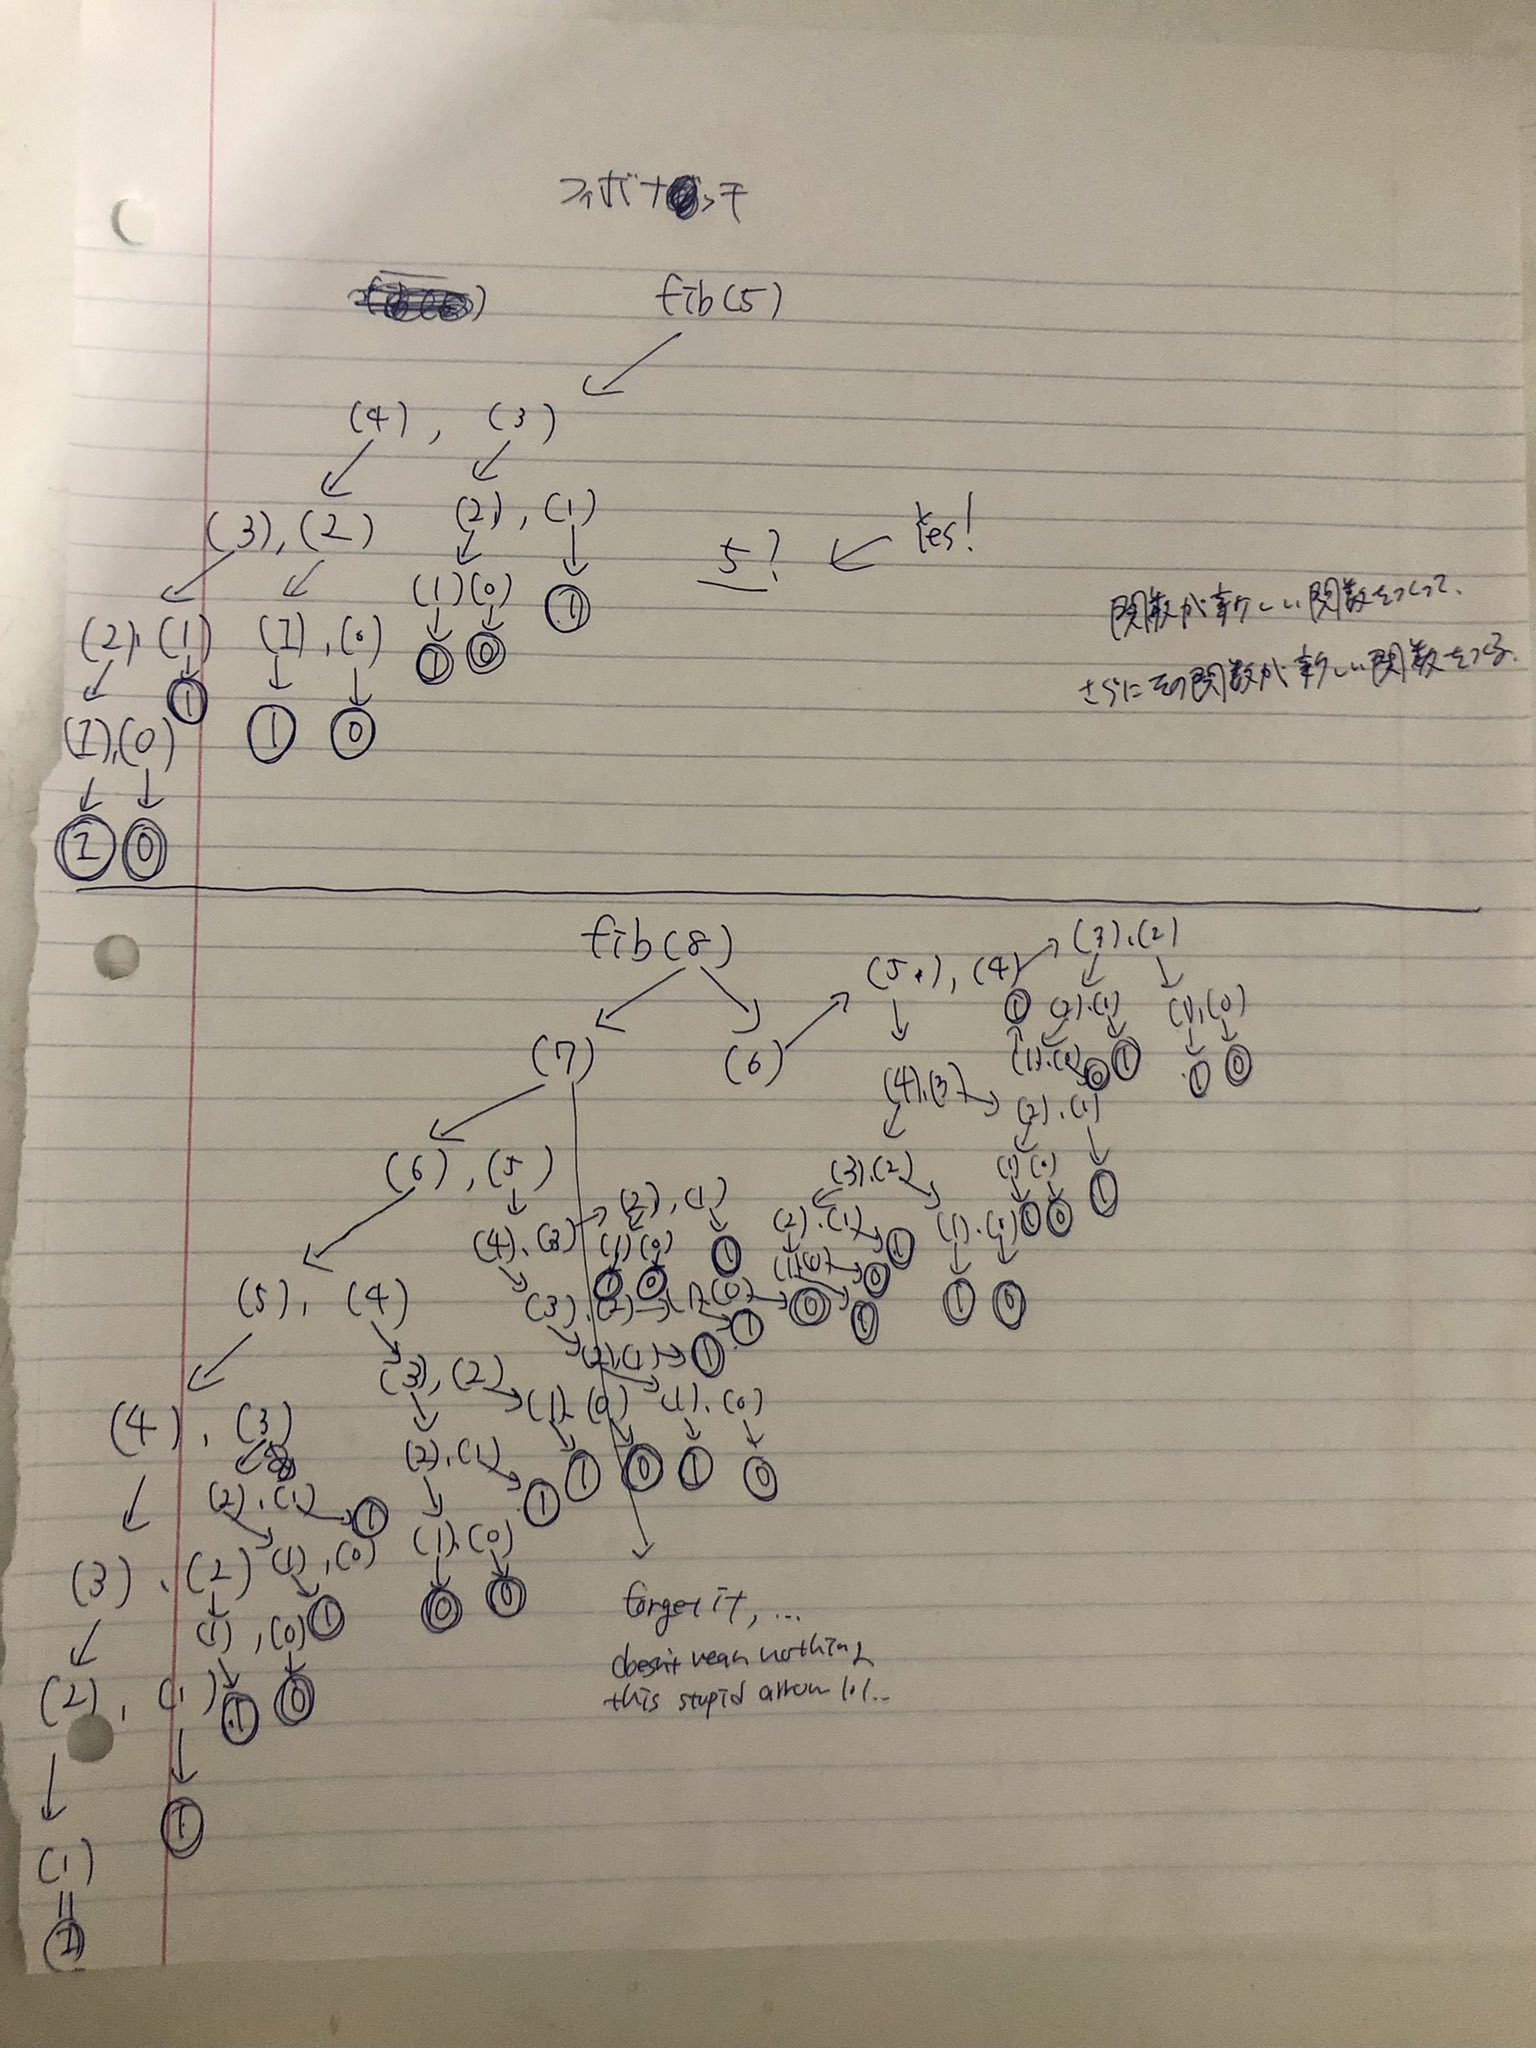 フィボナッチ
fib(5)
(4), (3)
(3), (2) (2), (1)
5? Yes!
(2), (1) (1), (0) (1) (0) 1
関数が新しい関数をつくって、
さらにその関数が新しい関数をつくる.
1 1 0 1 0
(1), (0)
1 0
fib(8)
(7) (6) (5), (4) (3), (2)
(2), (1) (1), (0)
1 (1), (0) 0 1 1 0
(4), (3) (2), (1)
(6), (5) (3), (2) (1) (0) 1
(4), (3) (2), (1) (2), (1) (1), 1 0
(1) (0) 1 (1) (0) 1
1 0 0
(5), (4) (3), (2) (1), (0) 0 1 1 0
1
(2), (1) 1
(3), (2) (1), (0) (1), (0)
(4), (3) (2), (1) 1 0 1 0
(2), (1) 1 1
(3), (2) (1), (0) (1), (0)
(1), (0) 1 0 0
forget it, ...
doesn't mean nothing
this stupid arrow lol...
(2), (1) 1 0
1
(1)
1